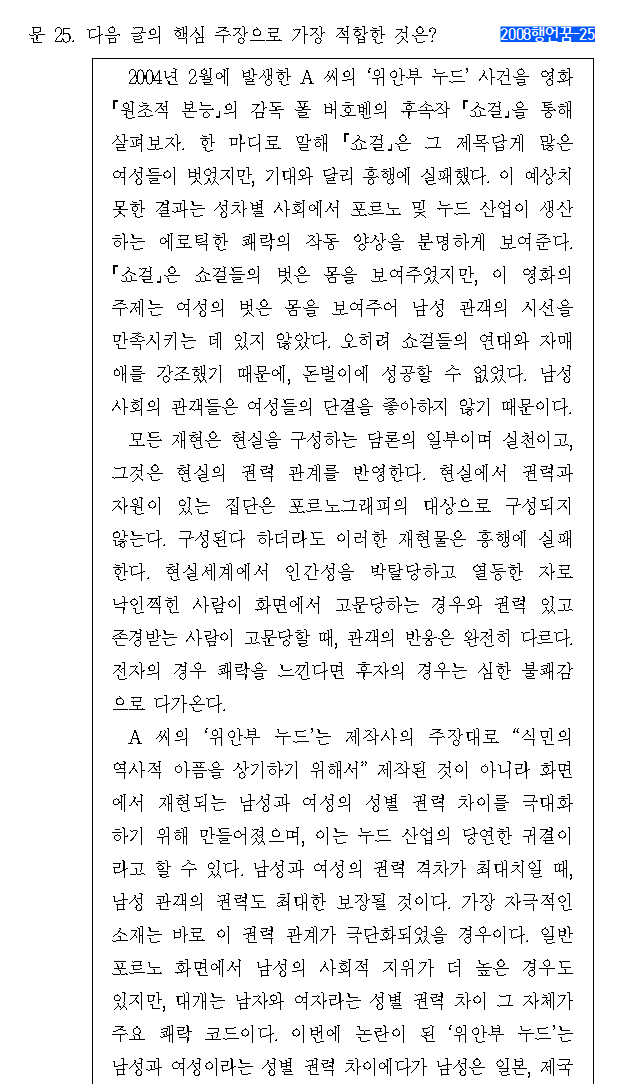 문 25. 다음 글의 핵심 주장으로 가장 적합한 것은?
2008행언꿈-25
2004년 2월에 발생한 A 씨의 ‘위안부 누드’ 사건을 영화
『원초적 본능』의 감독 폴 버호벤의 후속작 『쇼걸』을 통해
살펴보자. 한 마디로 말해 『쇼걸』은 그 제목답게 많은
여성들이 벗었지만, 기대와 달리 흥행에 실패했다. 이 예상치
못한 결과는 성차별 사회에서 포르노 및 누드 산업이 생산
하는 에로틱한 쾌락의 작동 양상을 분명하게 보여준다.
『쇼걸』은 쇼걸들의 벗은 몸을 보여주었지만, 이 영화의
주제는 여성의 벗은 몸을 보여주어 남성 관객의 시선을
만족시키는 데 있지 않았다. 오히려 쇼걸들의 연대와 자매
애를 강조했기 때문에, 돈벌이에 성공할 수 없었다. 남성
사회의 관객들은 여성들의 단결을 좋아하지 않기 때문이다.
모든 재현은 현실을 구성하는 담론의 일부이며 실천이고,
그것은 현실의 권력 관계를 반영한다. 현실에서 권력과
자원이 있는 집단은 포르노그래피의 대상으로 구성되지
않는다. 구성된다 하더라도 이러한 재현물은 흥행에 실패
한다. 현실세계에서 인간성을 박탈당하고 열등한 자로
낙인찍힌 사람이 화면에서 고문당하는 경우와 권력 있고
존경받는 사람이 고문당할 때, 관객의 반응은 완전히 다르다.
전자의 경우 쾌락을 느낀다면 후자의 경우는 심한 불쾌감
으로 다가온다.
A 씨의 ‘위안부 누드’는 제작사의 주장대로 “식민의
역사적 아픔을 상기하기 위해서” 제작된 것이 아니라 화면
에서 재현되는 남성과 여성의 성별 권력 차이를 극대화
하기 위해 만들어졌으며, 이는 누드 산업의 당연한 귀결이
라고 할 수 있다. 남성과 여성의 권력 격차가 최대치일 때,
남성 관객의 권력도 최대한 보장될 것이다. 가장 자극적인
소재는 바로 이 권력 관계가 극단화되었을 경우이다. 일반
포르노 화면에서 남성의 사회적 지위가 더 높은 경우도
있지만, 대개는 남자와 여자라는 성별 권력 차이 그 자체가
주요 쾌락 코드이다. 이번에 논란이 된 ‘위안부 누드’는
남성과 여성이라는 성별 권력 차이에다가 남성은 일본, 제국